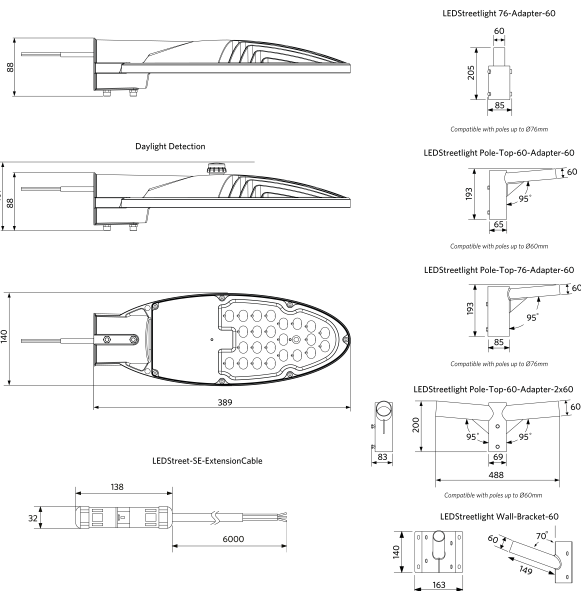 88
Daylight Detection
88
140
389
LEDStreet-SE-ExtensionCable
138
32
6000
LEDStreetlight 76-Adapter-60
60
205
85
Compatible with poles up to Ø76mm
LEDStreetlight Pole-Top-60-Adapter-60
60
193
95°
65
Compatible with poles up to Ø60mm
LEDStreetlight Pole-Top-76-Adapter-60
60
193
95°
85
Compatible with poles up to Ø76mm
LEDStreetlight Pole-Top-60-Adapter-2x60
60
200
95° 95°
83 69
488
Compatible with poles up to Ø60mm
LEDStreetlight Wall-Bracket-60
70°
60
140
149
163